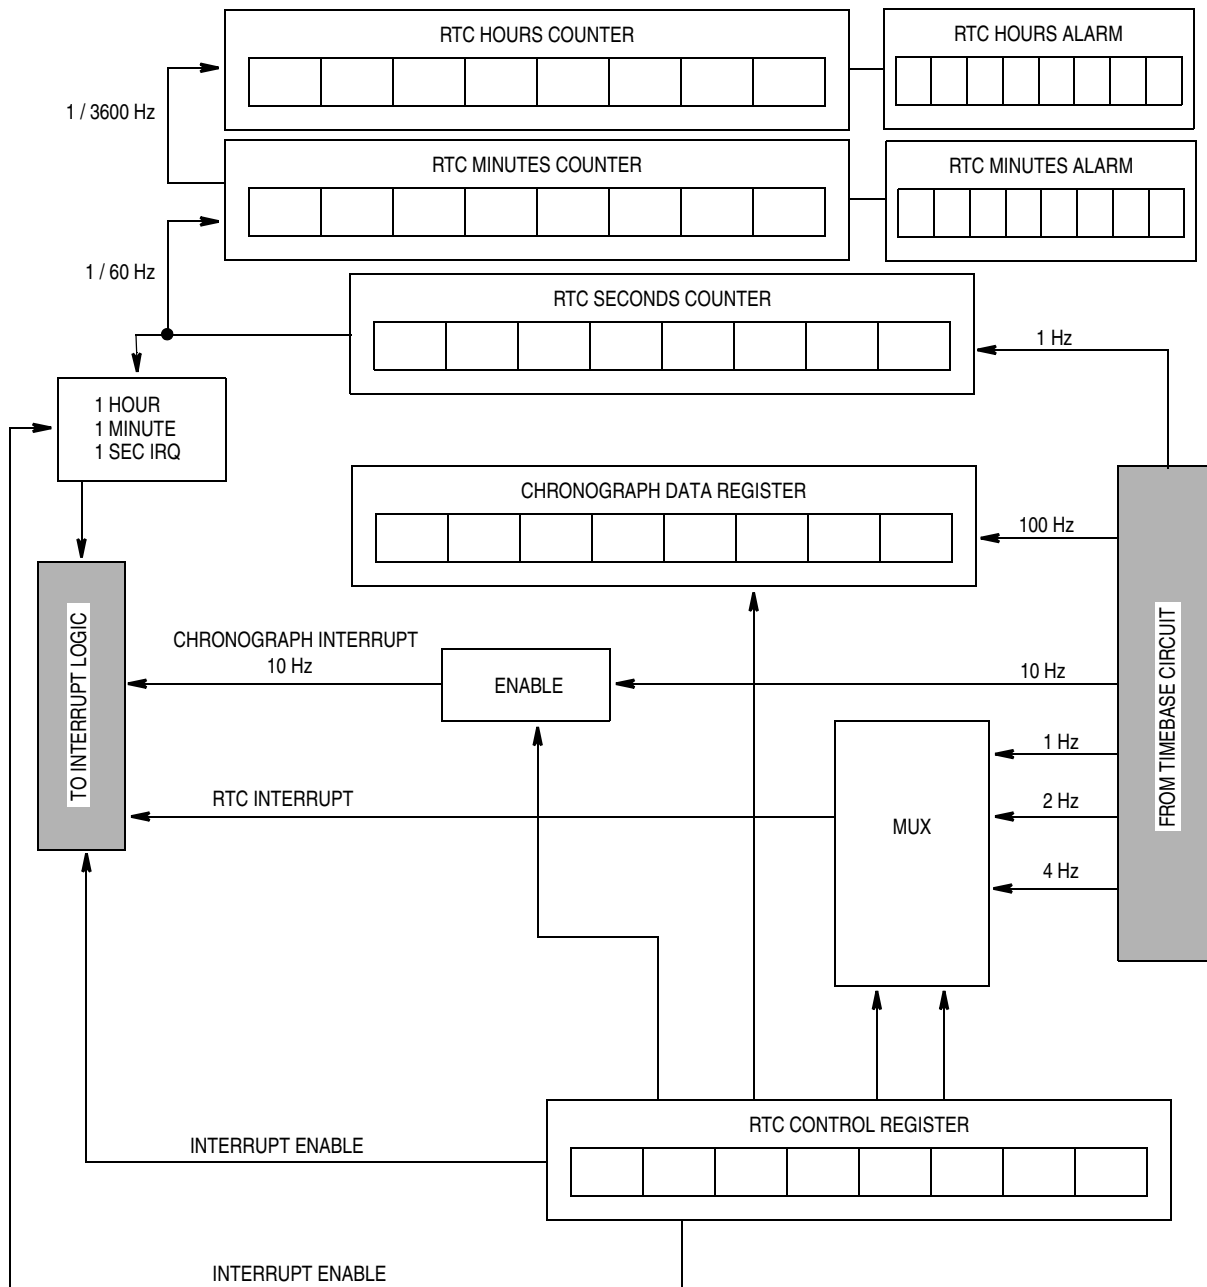 RTC HOURS COUNTER
RTC HOURS ALARM
1 / 3600 Hz
RTC MINUTES COUNTER
RTC MINUTES ALARM
1 / 60 Hz
RTC SECONDS COUNTER
1 Hz
1 HOUR
1 MINUTE
1 SEC IRQ
CHRONOGRAPH DATA REGISTER
100 Hz
TO INTERRUPT LOGIC
CHRONOGRAPH INTERRUPT
10 Hz
ENABLE
10 Hz
FROM TIMEBASE CIRCUIT
1 Hz
RTC INTERRUPT
2 Hz
MUX
4 Hz
RTC CONTROL REGISTER
INTERRUPT ENABLE
INTERRUPT ENABLE